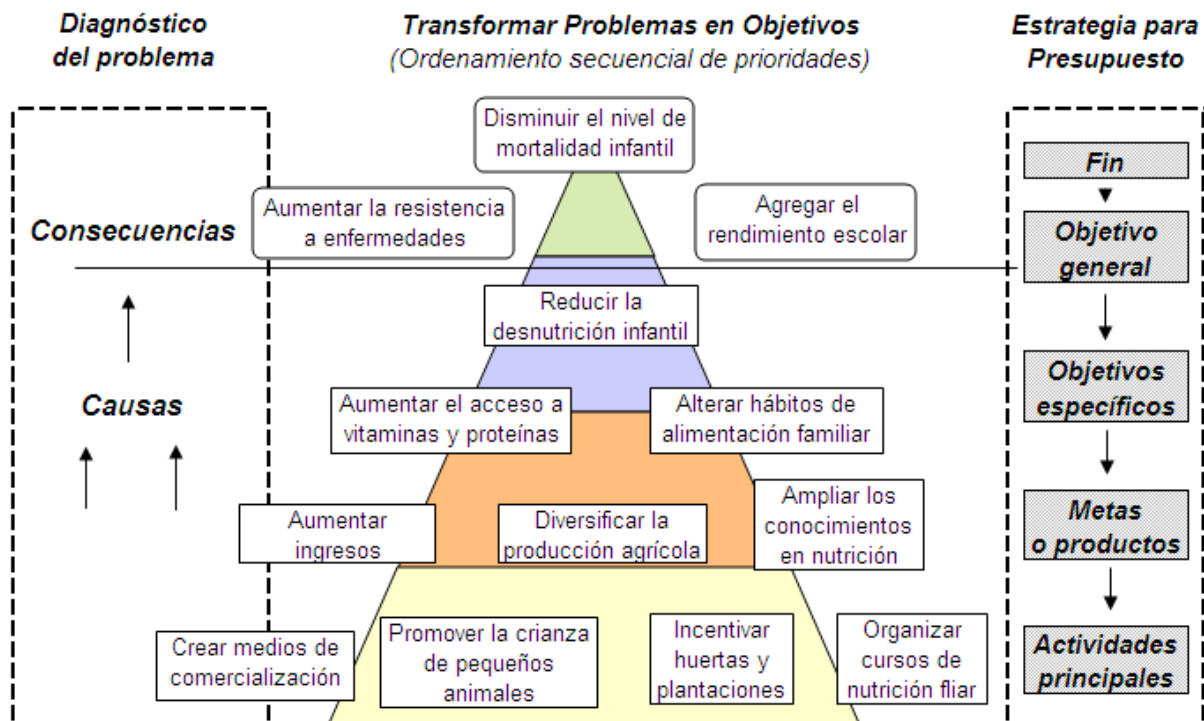 Diagnóstico
del problema
Transformar Problemas en Objetivos
(Ordenamiento secuencial de prioridades)
Estrategia para
Presupuesto
Disminuir el nivel de
mortalidad infantil
Aumentar la resistencia
a enfermedades
Agregar el
rendimiento escolar
Consecuencias
Reducir la
desnutrición infantil
Causas
Aumentar el acceso a
vitaminas y proteínas
Alterar hábitos de
alimentación familiar
Aumentar
ingresos
Diversificar la
producción agrícola
Ampliar los
conocimientos
en nutrición
Crear medios de
comercialización
Promover la crianza
de pequeños
animales
Incentivar
huertas y
plantaciones
Organizar
cursos de
nutrición fliar
Fin
Objetivo
general
Objetivos
específicos
Metas
o productos
Actividades
principales